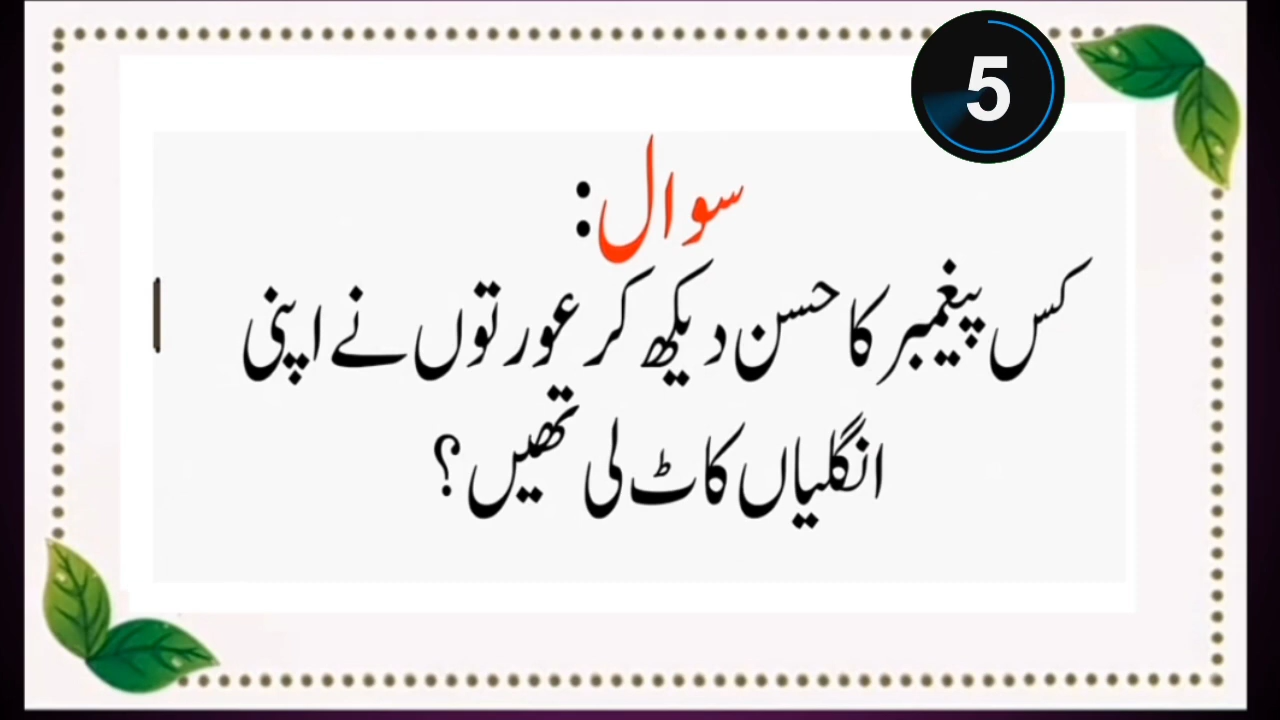 5
سوال:
کس پیغمبر کا حسن دیکھ کر عورتوں نے اپنی
انگلیاں کاٹ لی تھیں؟